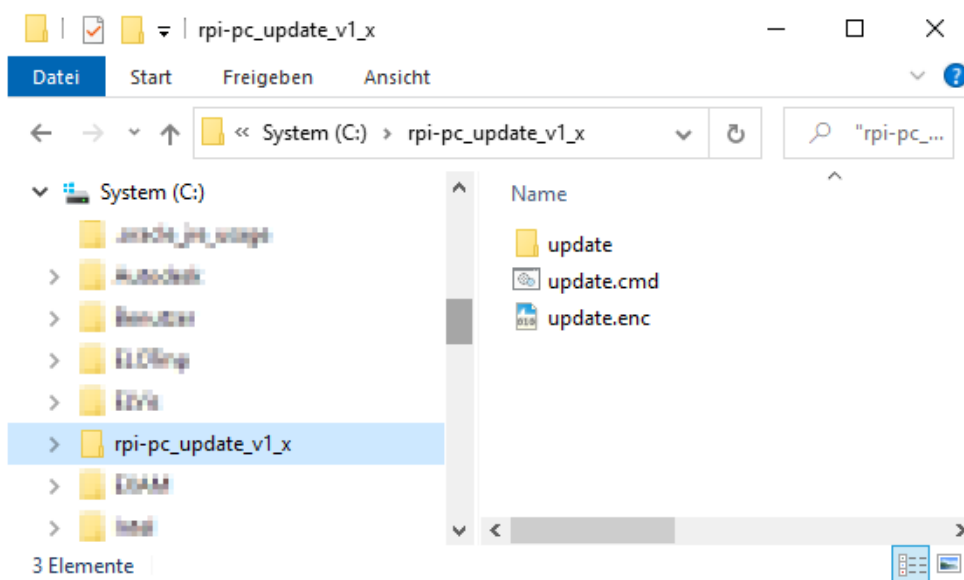 rpi-pc_update_v1_x
Datei Start Freigeben Ansicht
« System (C:) › rpi-pc_update_v1_x "rpi-pc_...
System (C:)
rpi-pc_update_v1_x
Name
update
update.cmd
update.enc
3 Elemente